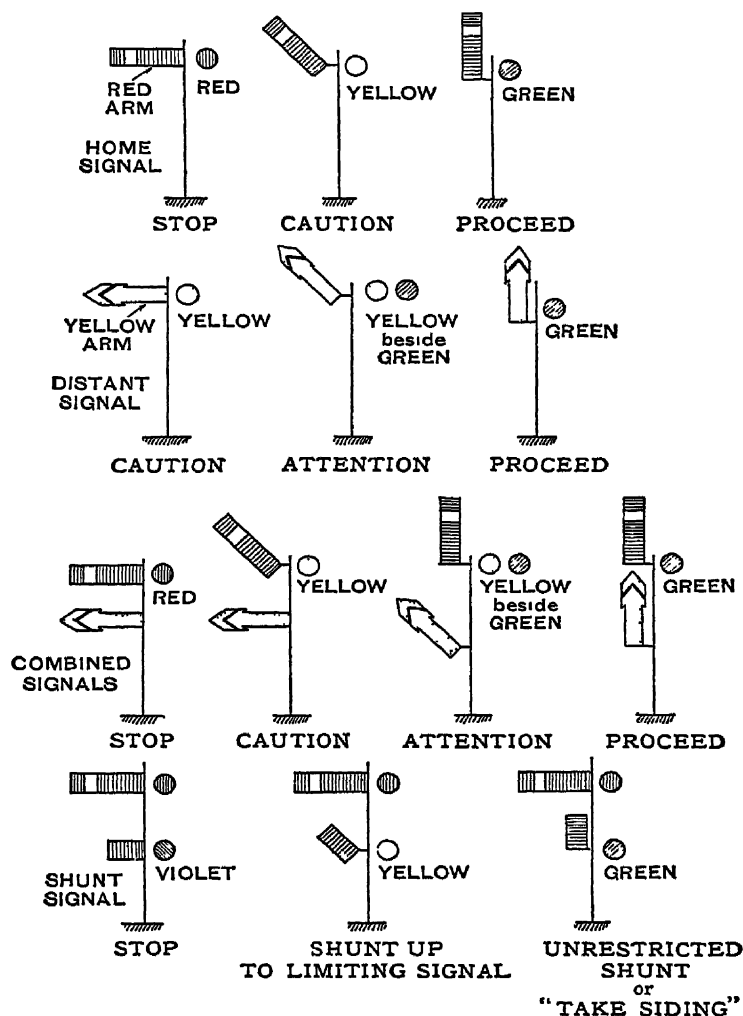 RED
ARM
RED
YELLOW
GREEN
HOME
SIGNAL
STOP
CAUTION
PROCEED
YELLOW
ARM
YELLOW
YELLOW
beside
GREEN
GREEN
DISTANT
SIGNAL
CAUTION
ATTENTION
PROCEED
RED
YELLOW
YELLOW
beside
GREEN
GREEN
COMBINED
SIGNALS
STOP
CAUTION
ATTENTION
PROCEED
SHUNT
SIGNAL
VIOLET
YELLOW
GREEN
STOP
SHUNT UP
TO LIMITING SIGNAL
UNRESTRICTED
SHUNT
or
"TAKE SIDING"